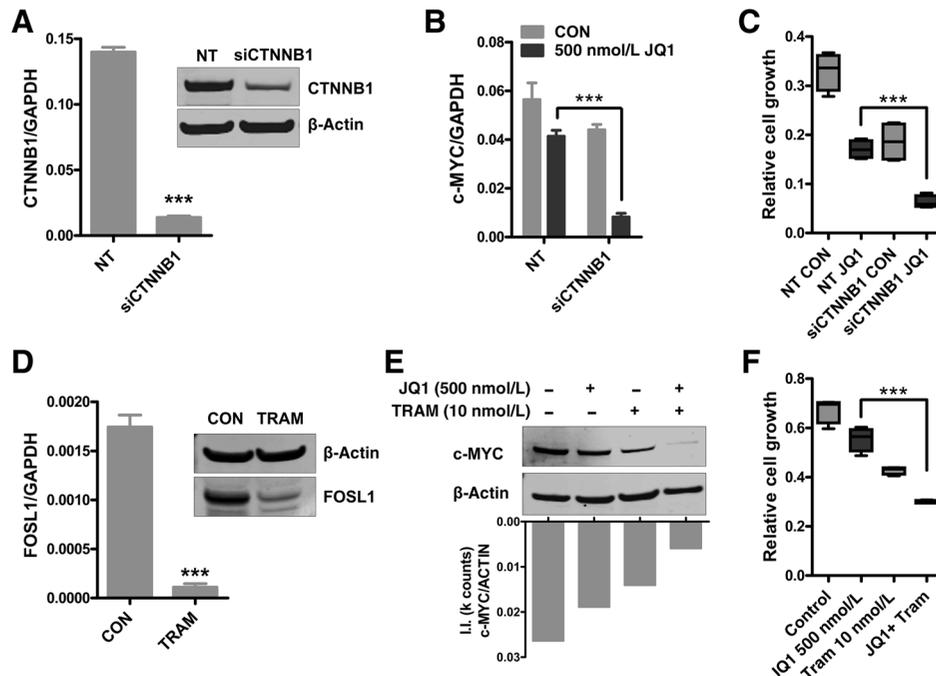 A
CTNNB1/GAPDH
0.15
0.10
0.05
0.00
NT
siCTNNB1
***
NT siCTNNB1
CTNNB1
β-Actin
B
CON
500 nmol/L JQ1
c-MYC/GAPDH
0.08
0.06
0.04
0.02
0.00
***
NT
siCTNNB1
C
Relative cell growth
0.4
0.3
0.2
0.1
0.0
***
NT CON
NT JQ1
siCTNNB1 CON
siCTNNB1 JQ1
D
FOSL1/GAPDH
0.0020
0.0015
0.0010
0.0005
0.0000
***
CON
TRAM
CON TRAM
β-Actin
FOSL1
E
JQ1 (500 nmol/L) – + – +
TRAM (10 nmol/L) – – + +
c-MYC
β-Actin
I.I. (k counts)
c-MYC/ACTIN
0.00
0.01
0.02
0.03
F
Relative cell growth
0.8
0.6
0.4
0.2
0.0
***
Control
JQ1 500 nmol/L
Tram 10 nmol/L
JQ1+ Tram